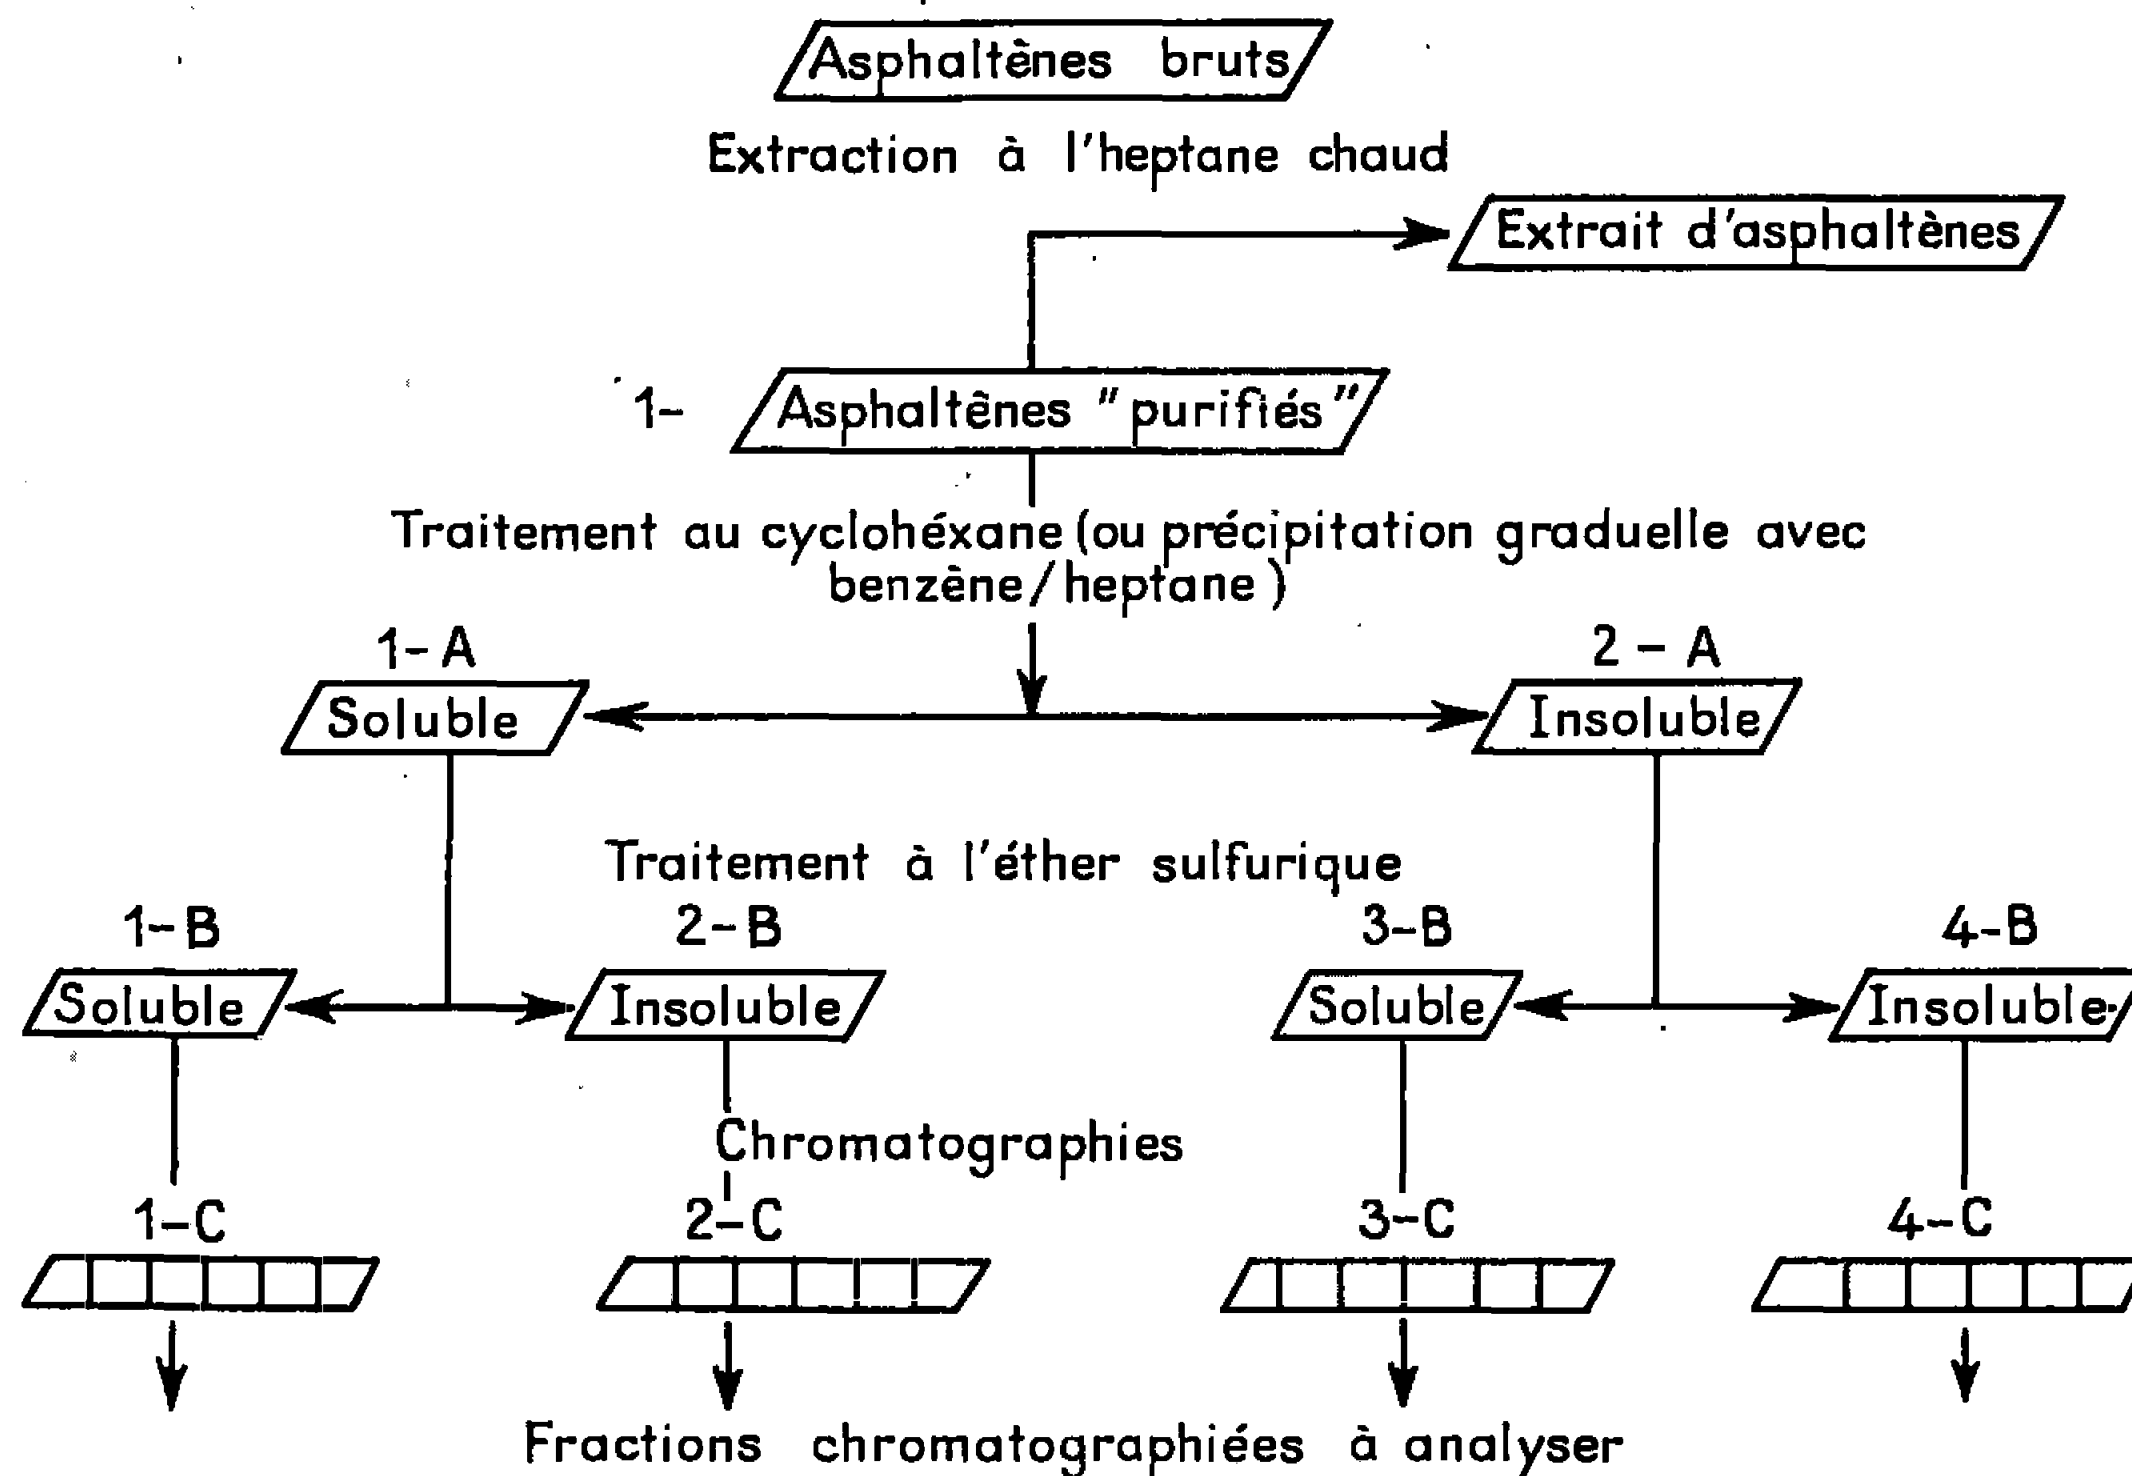 Asphaltènes bruts
Extraction à l'heptane chaud
Extrait d'asphaltènes
1- Asphaltènes "purifiés"
Traitement au cyclohéxane (ou précipitation graduelle avec
benzène/heptane)
1-A 2-A
Soluble Insoluble
Traitement à l'éther sulfurique
1-B 2-B 3-B 4-B
Soluble Insoluble Soluble Insoluble
Chromatographies
1-C 2-C 3-C 4-C
Fractions chromatographiées à analyser